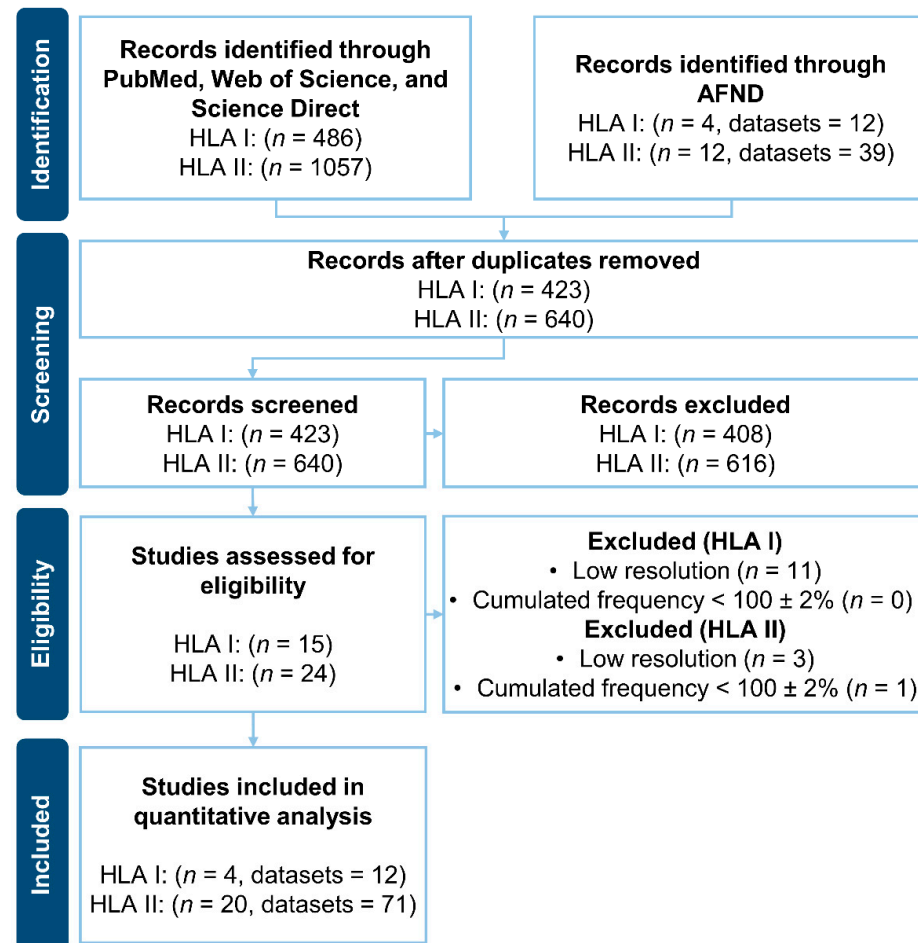 Identification
Records identified through
PubMed, Web of Science, and
Science Direct
HLA I: (n = 486)
HLA II: (n = 1057)
Records identified through
AFND
HLA I: (n = 4, datasets = 12)
HLA II: (n = 12, datasets = 39)
Screening
Records after duplicates removed
HLA I: (n = 423)
HLA II: (n = 640)
Records screened
HLA I: (n = 423)
HLA II: (n = 640)
Records excluded
HLA I: (n = 408)
HLA II: (n = 616)
Eligibility
Studies assessed for
eligibility
HLA I: (n = 15)
HLA II: (n = 24)
Excluded (HLA I)
• Low resolution (n = 11)
• Cumulated frequency < 100 ± 2% (n = 0)
Excluded (HLA II)
• Low resolution (n = 3)
• Cumulated frequency < 100 ± 2% (n = 1)
Included
Studies included in
quantitative analysis
HLA I: (n = 4, datasets = 12)
HLA II: (n = 20, datasets = 71)